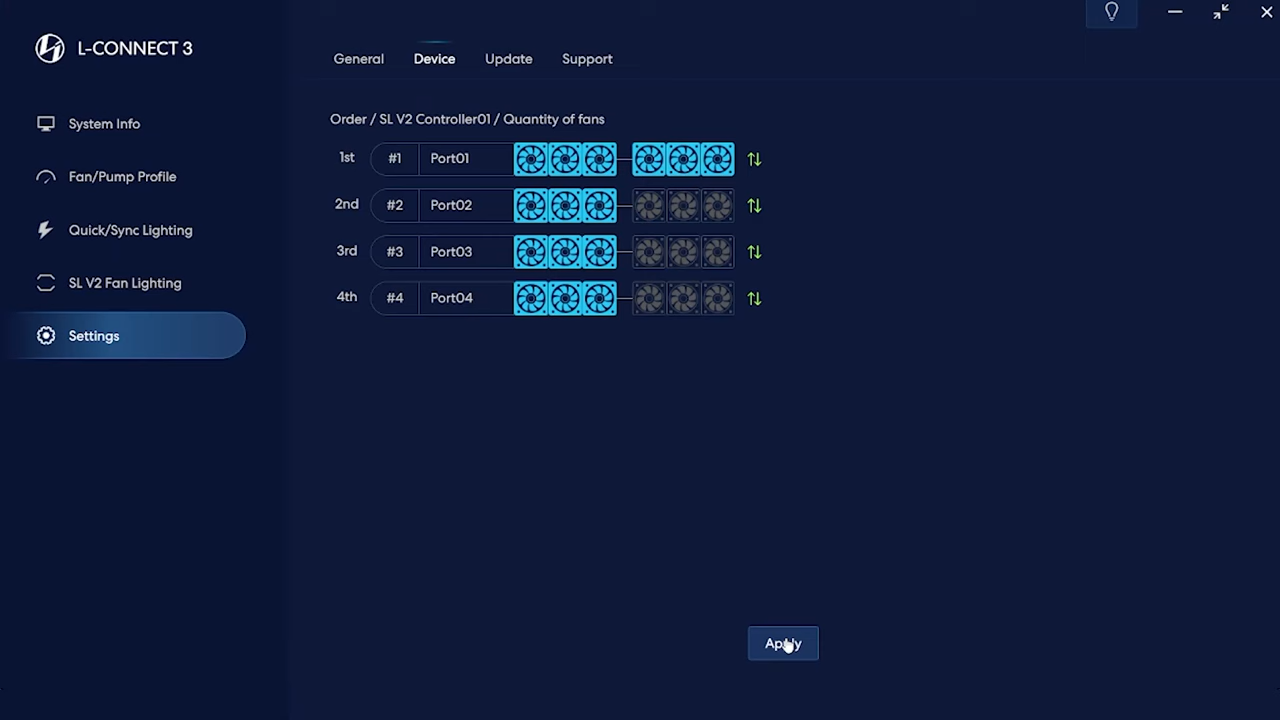 L-CONNECT 3
General Device Update Support
System Info
Fan/Pump Profile
Quick/Sync Lighting
SL V2 Fan Lighting
Settings
Order / SL V2 Controller01 / Quantity of fans
1st #1 Port01
2nd #2 Port02
3rd #3 Port03
4th #4 Port04
Apply